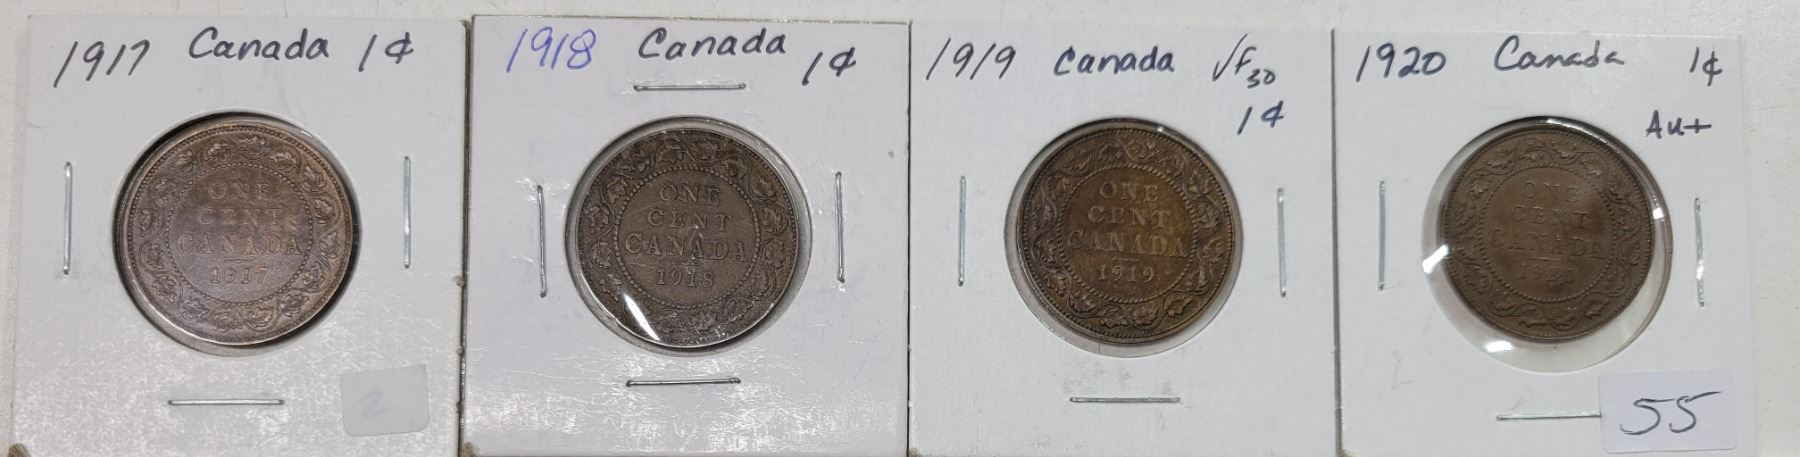 1917 Canada 1¢
ONE
CENT
CANADA
1917
2
1918 Canada 1¢
ONE
CENT
CANADA
1918
1919 Canada VF30
1¢
ONE
CENT
CANADA
1919
1920 Canada 1¢
Au+
ONE
CENT
CANADA
1920
55